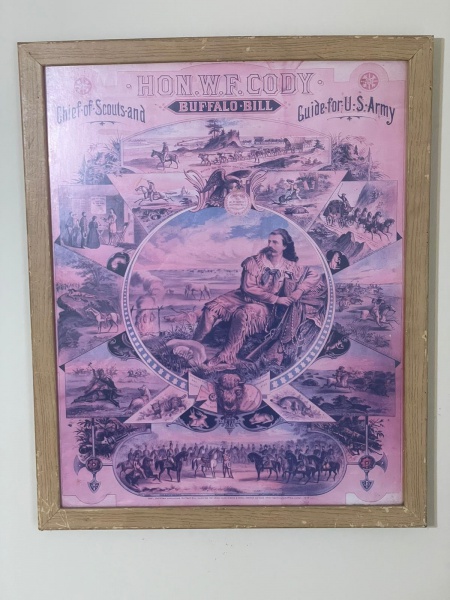 HON. W. F. CODY
BUFFALO·BILL
Chief-of-Scouts-and
Guide-for-U-S-Army